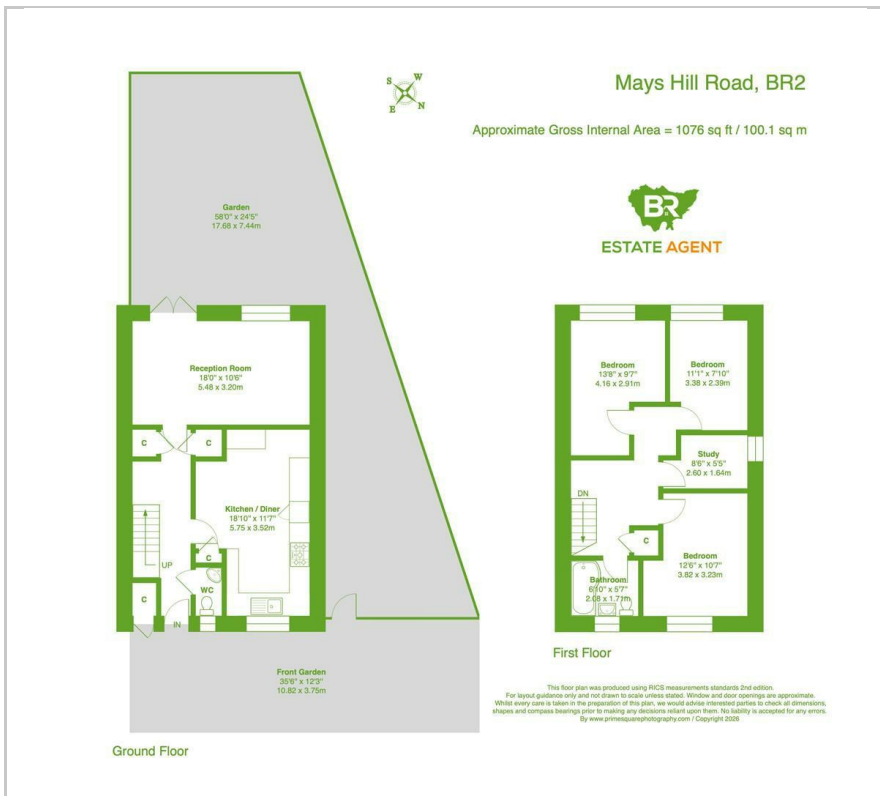 Mays Hill Road, BR2
Approximate Gross Internal Area = 1076 sq ft / 100.1 sq m
S
W
E
N
BR
ESTATE AGENT
Garden
58'0" x 24'5"
17.68 x 7.44m
Reception Room
18'0" x 10'6"
5.48 x 3.20m
C
C
Kitchen / Diner
18'10" x 11'7"
5.75 x 3.52m
UP
C
WC
C
IN
Front Garden
35'6" x 12'3"
10.82 x 3.75m
Ground Floor
Bedroom
13'8" x 9'7"
4.16 x 2.91m
Bedroom
11'1" x 7'10"
3.38 x 2.39m
Study
8'6" x 5'5"
2.60 x 1.64m
DN
C
Bedroom
12'6" x 10'7"
3.82 x 3.23m
Bathroom
6'10" x 5'7"
2.08 x 1.71m
First Floor
This floor plan was produced using RICS measurements standards 2nd edition.
For layout guidance only and not drawn to scale unless stated. Window and door openings are approximate.
Whilst every care is taken in the preparation of this plan, we would advise interested parties to check all dimensions,
shapes and compass bearings prior to making any decisions reliant upon them. No liability is accepted for any errors.
By www.primesquarephotography.com / Copyright 2026